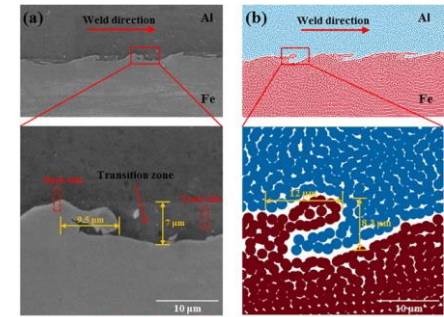 (a)
Weld direction
Al
Fe
Transition zone
9.5 μm
7 μm
10 μm
(b)
Weld direction
Al
Fe
12 μm
10 μm